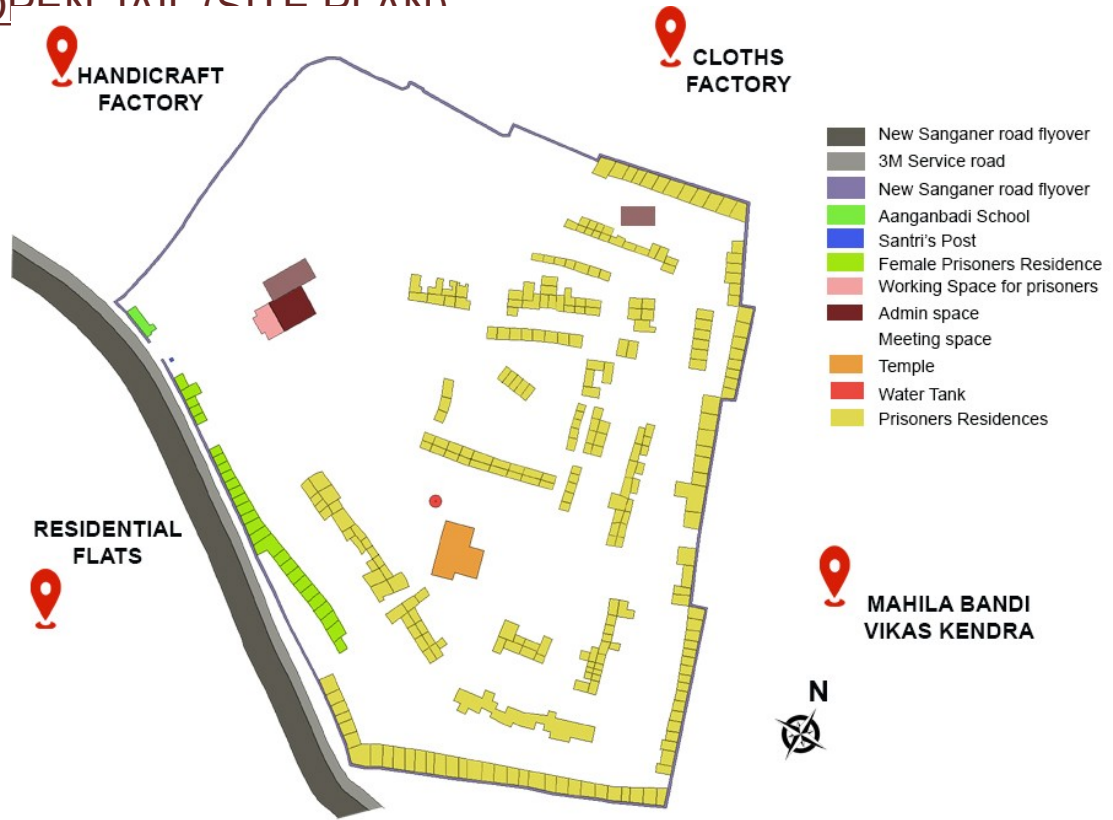 HANDICRAFT
FACTORY
CLOTHS
FACTORY
New Sanganer road flyover
3M Service road
New Sanganer road flyover
Aanganbadi School
Santri's Post
Female Prisoners Residence
Working Space for prisoners
Admin space
Meeting space
Temple
Water Tank
Prisoners Residences
RESIDENTIAL
FLATS
MAHILA BANDI
VIKAS KENDRA
N